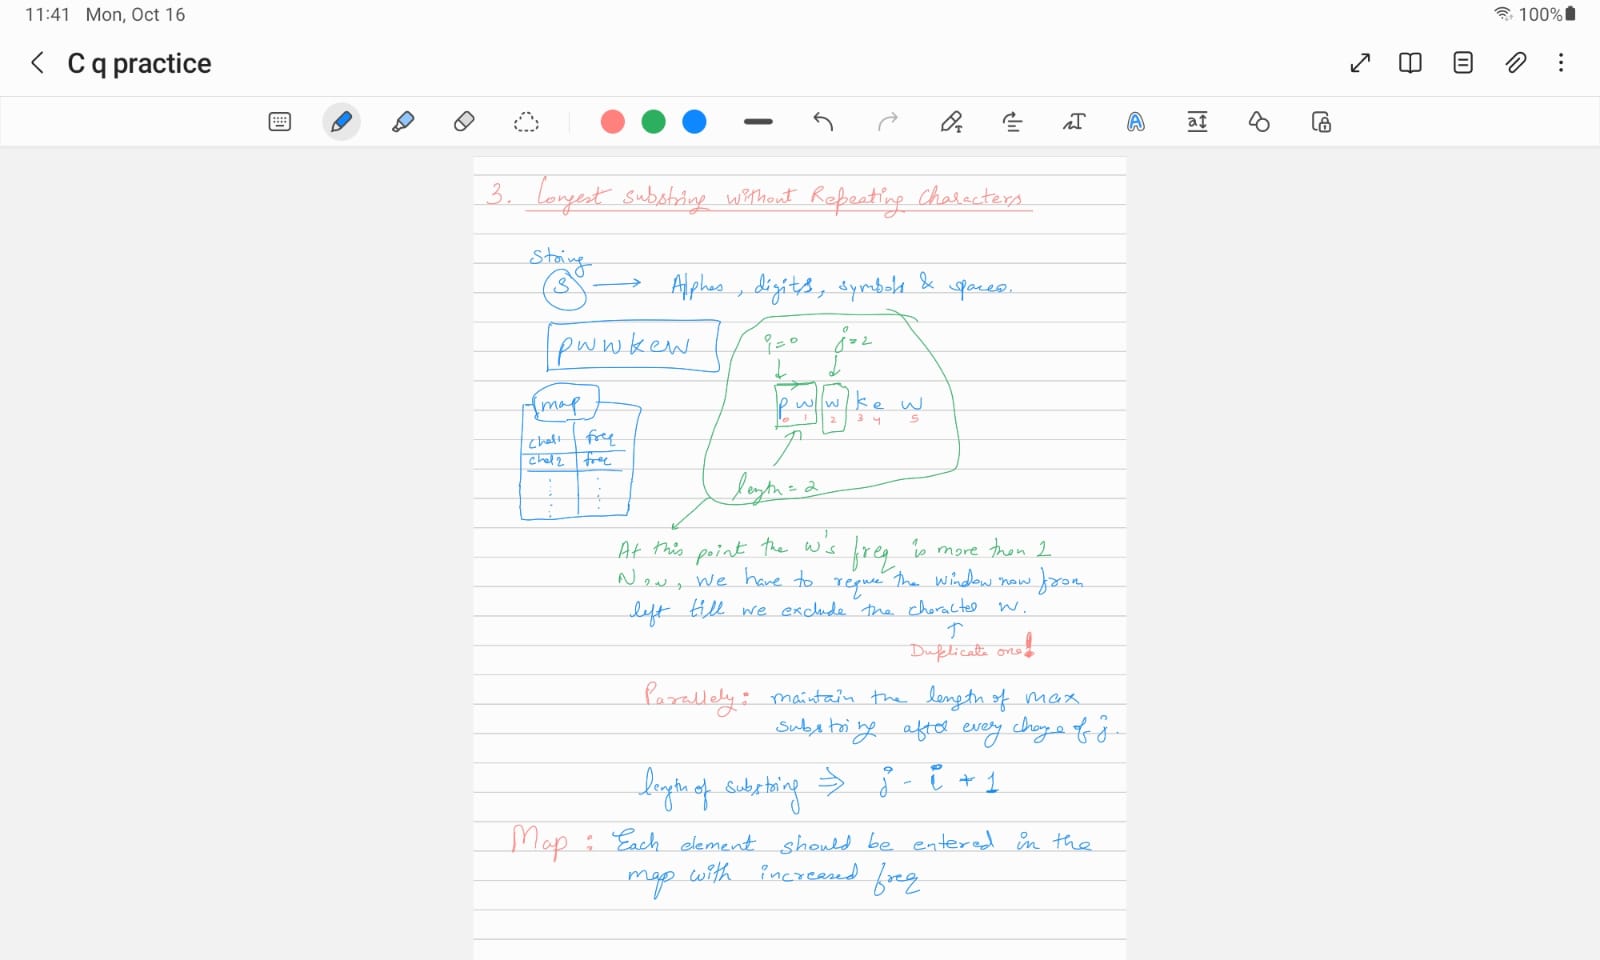 11:41 Mon, Oct 16
100%
C q practice
3. Longest substring without Repeating Characters
String
S → Alphas, digits, symbols & spaces.
pwwkew
i=0 j=2
p w w k e w
0 1 2 3 4 5
length = 2
map
char1 freq
char2 freq
At this point the w's freq is more than 1
Now, we have to the window now from
left till we exclude the character w.
↑
Duplicate one!
Parallely: maintain the length of max
substring after every change of j.
length of substring ⇒ j - i + 1
Map: Each element should be entered in the
map with increased freq